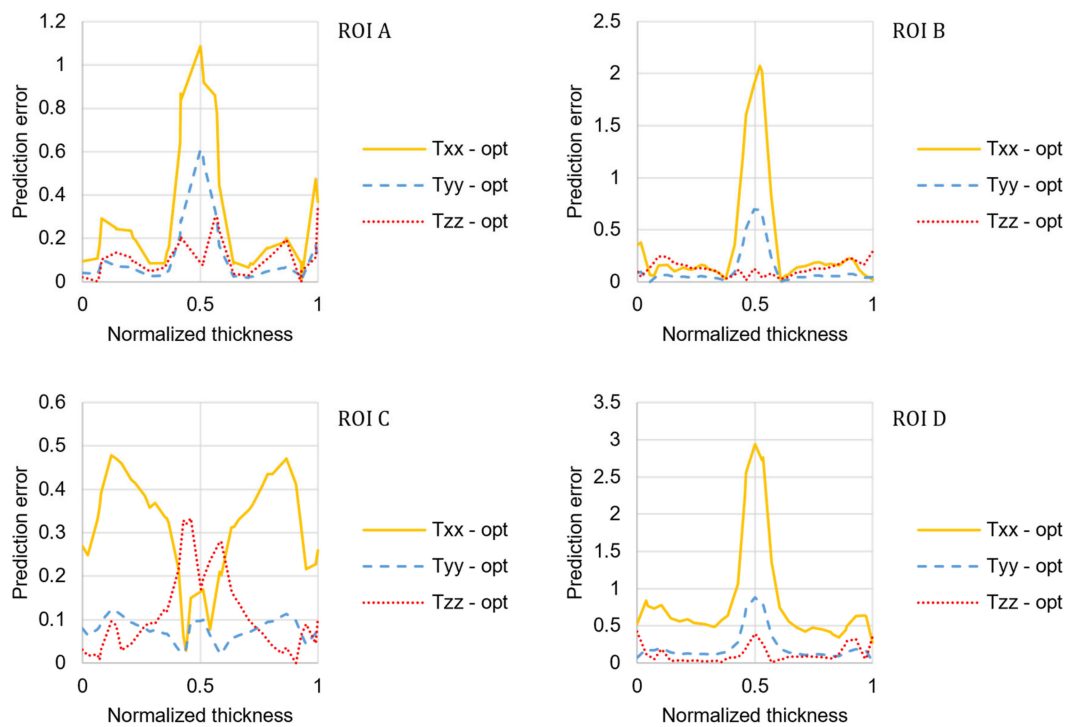 ROI A
Prediction error
1.2
1
0.8
0.6
0.4
0.2
0
0
0.5
1
Normalized thickness
Txx - opt
Tyy - opt
Tzz - opt
ROI B
Prediction error
2.5
2
1.5
1
0.5
0
0
0.5
1
Normalized thickness
Txx - opt
Tyy - opt
Tzz - opt
ROI C
Prediction error
0.6
0.5
0.4
0.3
0.2
0.1
0
0
0.5
1
Normalized thickness
Txx - opt
Tyy - opt
Tzz - opt
ROI D
Prediction error
3.5
3
2.5
2
1.5
1
0.5
0
0
0.5
1
Normalized thickness
Txx - opt
Tyy - opt
Tzz - opt